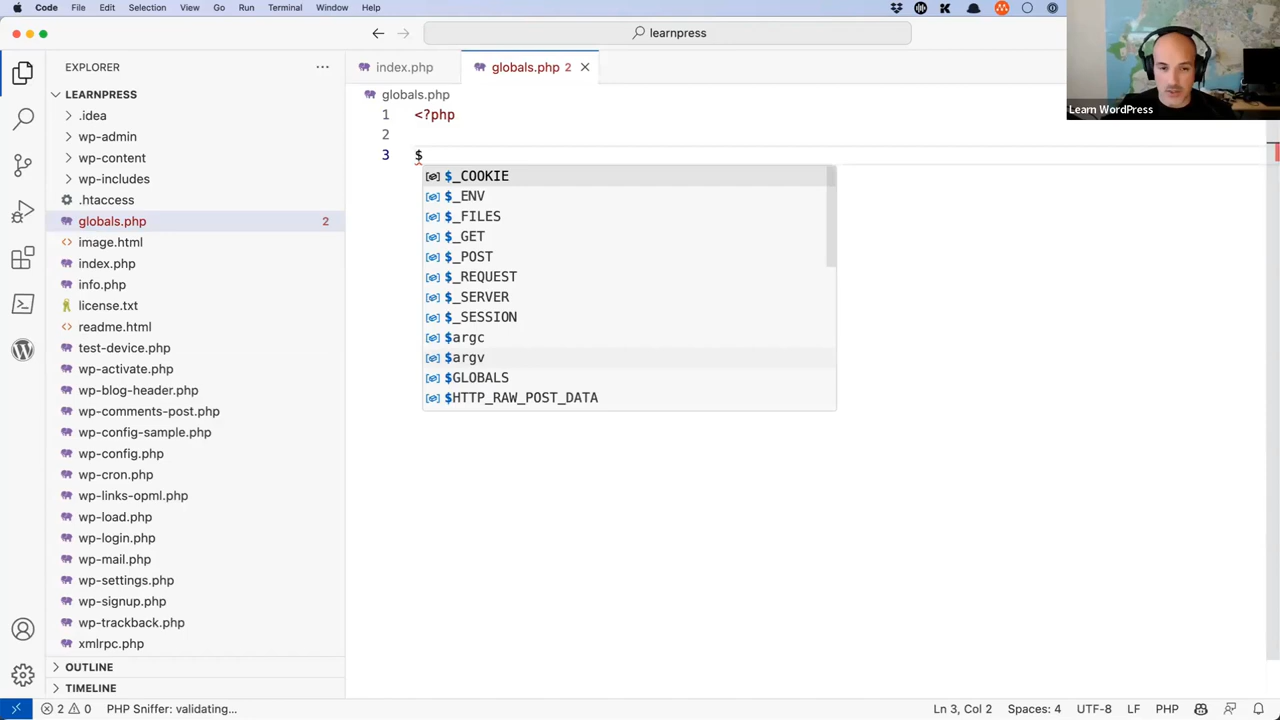 Code File Edit Selection View Go Run Terminal Window Help
learnpress
Learn WordPress
EXPLORER
LEARNPRESS
.idea
wp-admin
wp-content
wp-includes
.htaccess
globals.php 2
image.html
index.php
info.php
license.txt
readme.html
test-device.php
wp-activate.php
wp-blog-header.php
wp-comments-post.php
wp-config-sample.php
wp-config.php
wp-cron.php
wp-links-opml.php
wp-load.php
wp-login.php
wp-mail.php
wp-settings.php
wp-signup.php
wp-trackback.php
xmlrpc.php
OUTLINE
TIMELINE
index.php globals.php 2
globals.php
1 <?php
2
3 $
$_COOKIE
$_ENV
$_FILES
$_GET
$_POST
$_REQUEST
$_SERVER
$_SESSION
$argc
$argv
$GLOBALS
$HTTP_RAW_POST_DATA
2 0 PHP Sniffer: validating... Ln 3, Col 2 Spaces: 4 UTF-8 LF PHP